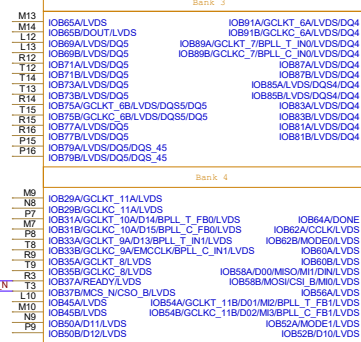 Bank 3
M13 IOB65A/LVDS IOB91A/GCLKT_6A/LVDS/DQ4
M14 IOB65B/DOUT/LVDS IOB91B/GCLKC_6A/LVDS/DQ4
L12 IOB69A/LVDS/DQ5 IOB89A/GCLKT_7/BPLL_T_IN0/LVDS/DQ4
L13 IOB69B/LVDS/DQ5 IOB89B/GCLKC_7/BPLL_C_IN0/LVDS/DQ4
R12 IOB71A/LVDS/DQ5 IOB87A/LVDS/DQ4
T12 IOB71B/LVDS/DQ5 IOB87B/LVDS/DQ4
T14 IOB73A/LVDS/DQ5 IOB85A/LVDS/DQS4/DQ4
T13 IOB73B/LVDS/DQ5 IOB85B/LVDS/DQS4/DQ4
R14 IOB75A/GCLKT_6B/LVDS/DQS5/DQ5 IOB83A/LVDS/DQ4
T15 IOB75B/GCLKC_6B/LVDS/DQS5/DQ5 IOB83B/LVDS/DQ4
R15 IOB77A/LVDS/DQ5 IOB81A/LVDS/DQ4
R16 IOB77B/LVDS/DQ5 IOB81B/LVDS/DQ4
P15 IOB79A/LVDS/DQ5/DQS_45
P16 IOB79B/LVDS/DQ5/DQS_45
Bank 4
M9 IOB29A/GCLKT_11A/LVDS
N8 IOB29B/GCLKC_11A/LVDS
P7 IOB31A/GCLKT_10A/D14/BPLL_T_FB0/LVDS IOB64A/DONE
M7 IOB31B/GCLKC_10A/D15/BPLL_C_FB0/LVDS IOB62A/CCLK/LVDS
P8 IOB33A/GCLKT_9A/D13/BPLL_T_IN1/LVDS IOB62B/MODE0/LVDS
T8 IOB33B/GCLKC_9A/EMCCLK/BPLL_C_IN1/LVDS IOB60A/LVDS
R9 IOB35A/GCLKT_8/LVDS IOB60B/LVDS
T9 IOB35B/GCLKC_8/LVDS IOB58A/D00/MISO/MI1/DIN/LVDS
R3 IOB37A/READY/LVDS IOB58B/MOSI/CSI_B/MI0/LVDS
N T3 IOB37B/MCS_N/CSO_B/LVDS IOB56A/LVDS
L10 IOB45A/LVDS IOB54A/GCLKT_11B/D01/MI2/BPLL_T_FB1/LVDS
M10 IOB45B/LVDS IOB54B/GCLKC_11B/D02/MI3/BPLL_C_FB1/LVDS
N9 IOB50A/D11/LVDS IOB52A/MODE1/LVDS
P9 IOB50B/D12/LVDS IOB52B/D10/LVDS